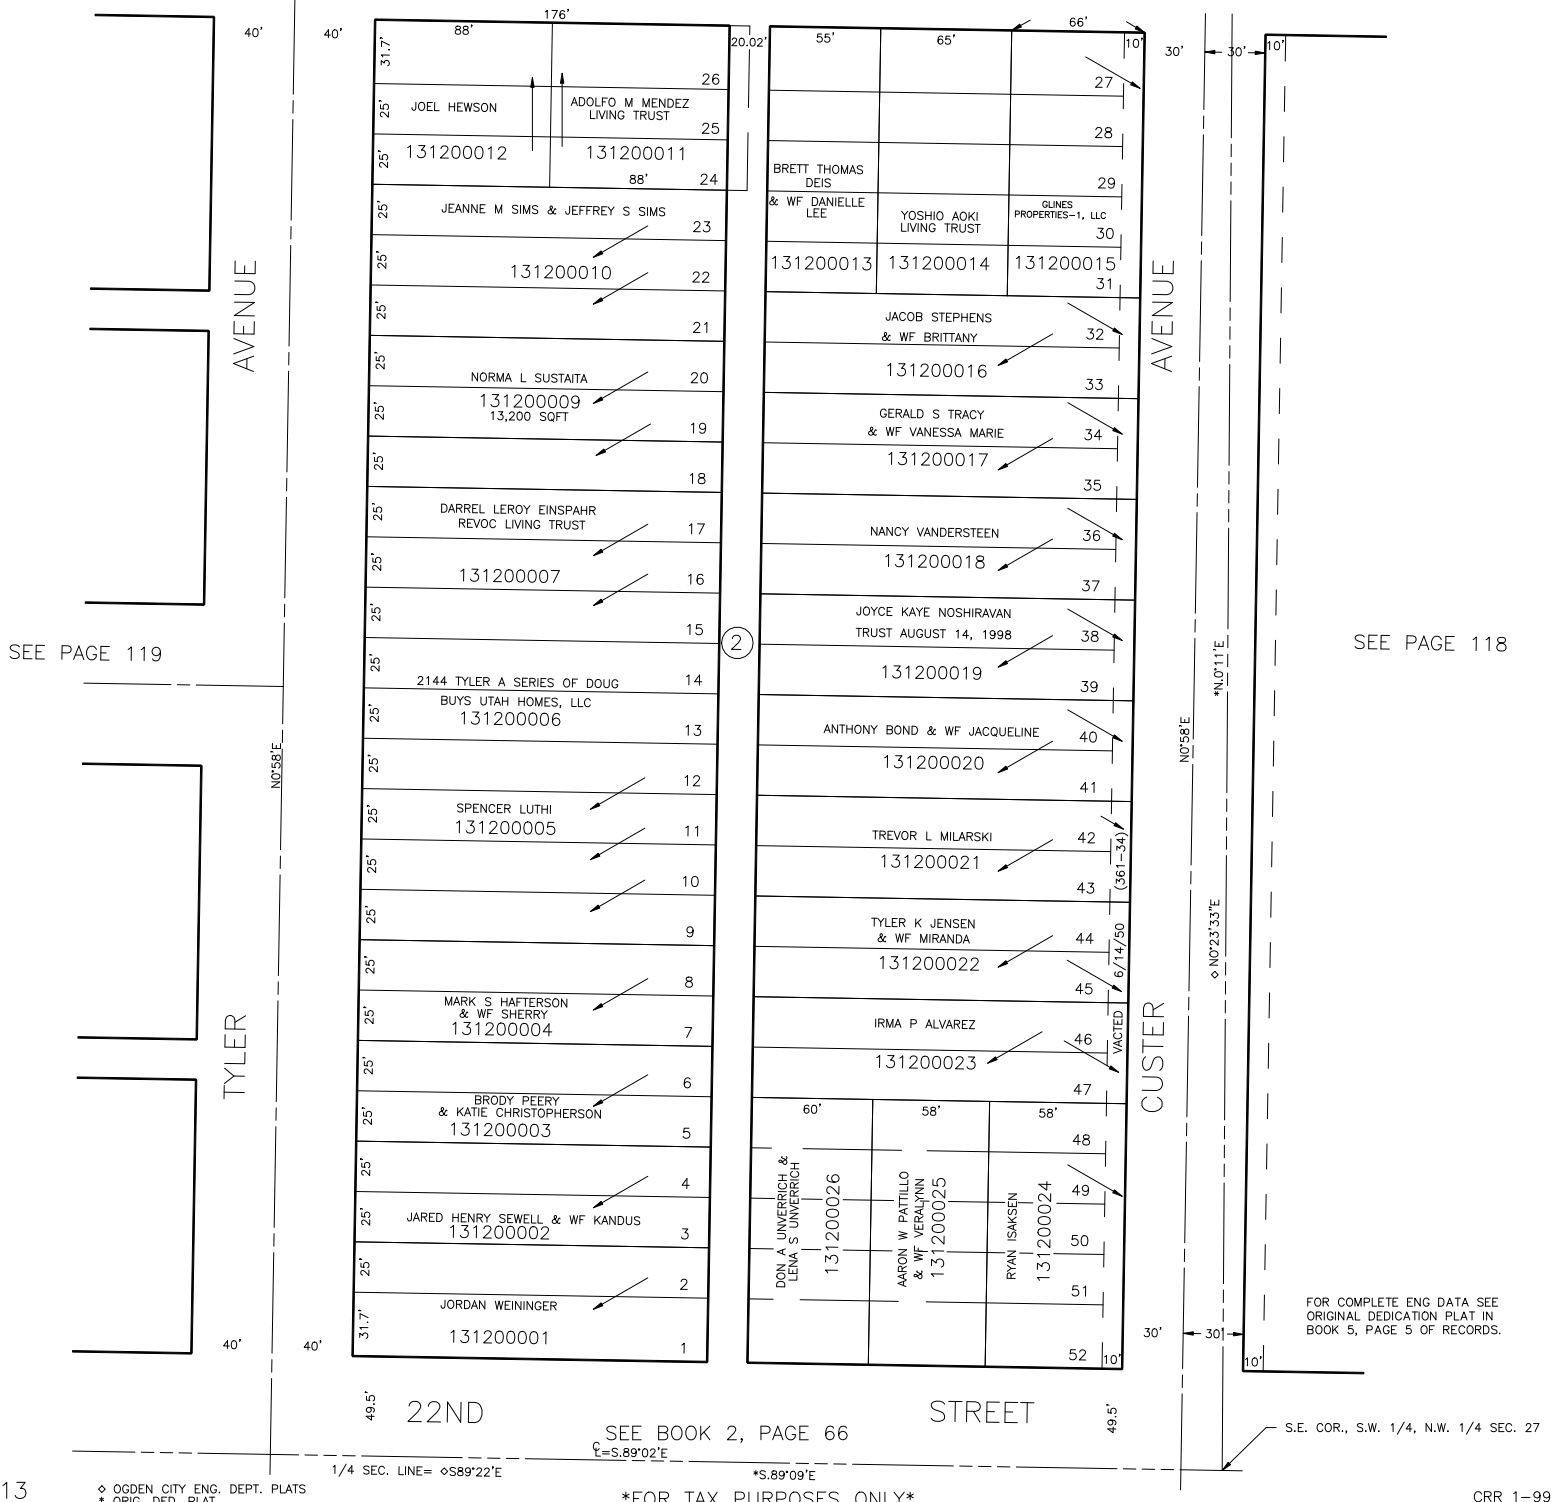 176'
66'
40'
40'
88'
20.02'
55'
65'
10'
30'
30'
10'
31.7'
26
27
JOEL HEWSON
25'
ADOLFO M MENDEZ
LIVING TRUST
25
28
131200012
25'
131200011
88'
24
BRETT THOMAS
DEIS
29
& WF DANIELLE
LEE
YOSHIO AOKI
LIVING TRUST
GLINES
PROPERTIES-1, LLC
30
131200013
131200014
131200015
31
25'
JEANNE M SIMS & JEFFREY S SIMS
23
25'
131200010
22
25'
21
AVENUE
AVENUE
JACOB STEPHENS
& WF BRITTANY
32
131200016
33
25'
NORMA L SUSTAITA
20
131200009
13,200 SQFT
25'
19
25'
18
GERALD S TRACY
& WF VANESSA MARIE
34
131200017
35
25'
DARREL LEROY EINSPAHR
REVOC LIVING TRUST
17
25'
131200007
16
25'
15
NANCY VANDERSTEEN
36
131200018
37
JOYCE KAYE NOSHIRAVAN
TRUST AUGUST 14, 1998
38
131200019
39
2
SEE PAGE 119
SEE PAGE 118
*N.0°11'E
25'
2144 TYLER A SERIES OF DOUG
14
BUYS UTAH HOMES, LLC
131200006
25'
13
ANTHONY BOND & WF JACQUELINE
40
131200020
41
N0°58'E
N0°58'E
25'
12
SPENCER LUTHI
131200005
25'
11
25'
10
25'
9
TREVOR L MILARSKI
42
131200021
43
(361-34)
TYLER K JENSEN
& WF MIRANDA
44
131200022
45
6/14/50
◇ N0°23'33"E
25'
8
MARK S HAFTERSON
& WF SHERRY
131200004
25'
7
IRMA P ALVAREZ
46
131200023
47
VACTED
TYLER
CUSTER
25'
6
BRODY PEERY
& KATIE CHRISTOPHERSON
131200003
25'
5
60'
58'
58'
48
25'
4
49
JARED HENRY SEWELL & WF KANDUS
131200002
25'
3
50
DON A UNVERRICH &
LENA S UNVERRICH
131200026
AARON W PATTILLO
& WF VERALYNN
131200025
RYAN ISAKSEN
131200024
25'
2
51
JORDAN WEININGER
131200001
31.7'
1
52
10'
40'
40'
30'
30'
10'
FOR COMPLETE ENG DATA SEE
ORIGINAL DEDICATION PLAT IN
BOOK 5, PAGE 5 OF RECORDS.
49.5'
22ND
STREET
49.5'
SEE BOOK 2, PAGE 66
℄=S.89°02'E
S.E. COR., S.W. 1/4, N.W. 1/4 SEC. 27
1/4 SEC. LINE= ◇S89°22'E
*S.89°09'E
13
◇ OGDEN CITY ENG. DEPT. PLATS
* ORIG. DED. PLAT
*FOR TAX PURPOSES ONLY*
CRR 1-99